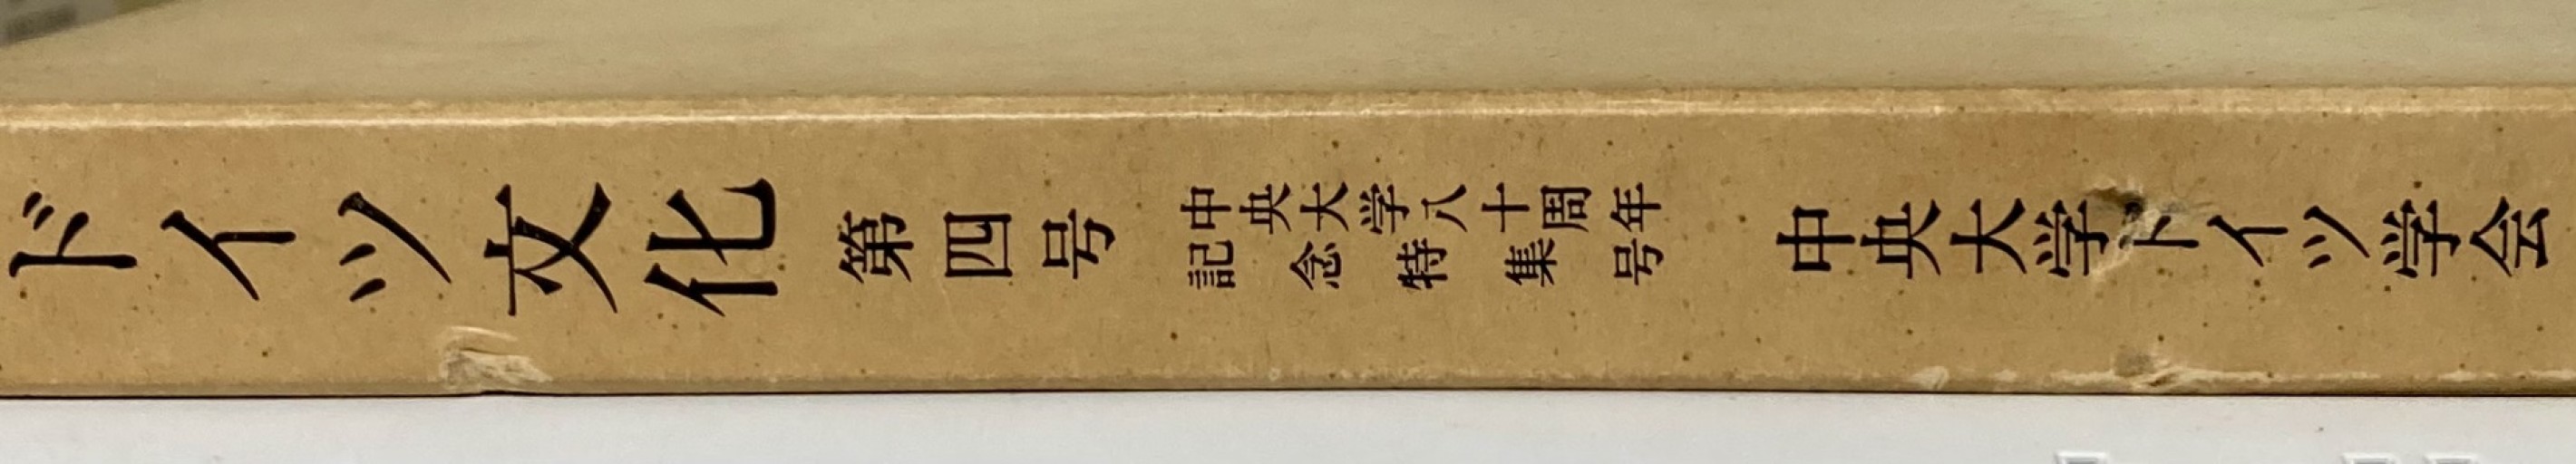 ドイツ文化
第四号
中央大学八十周年
記念特集号
中央大学ドイツ学会